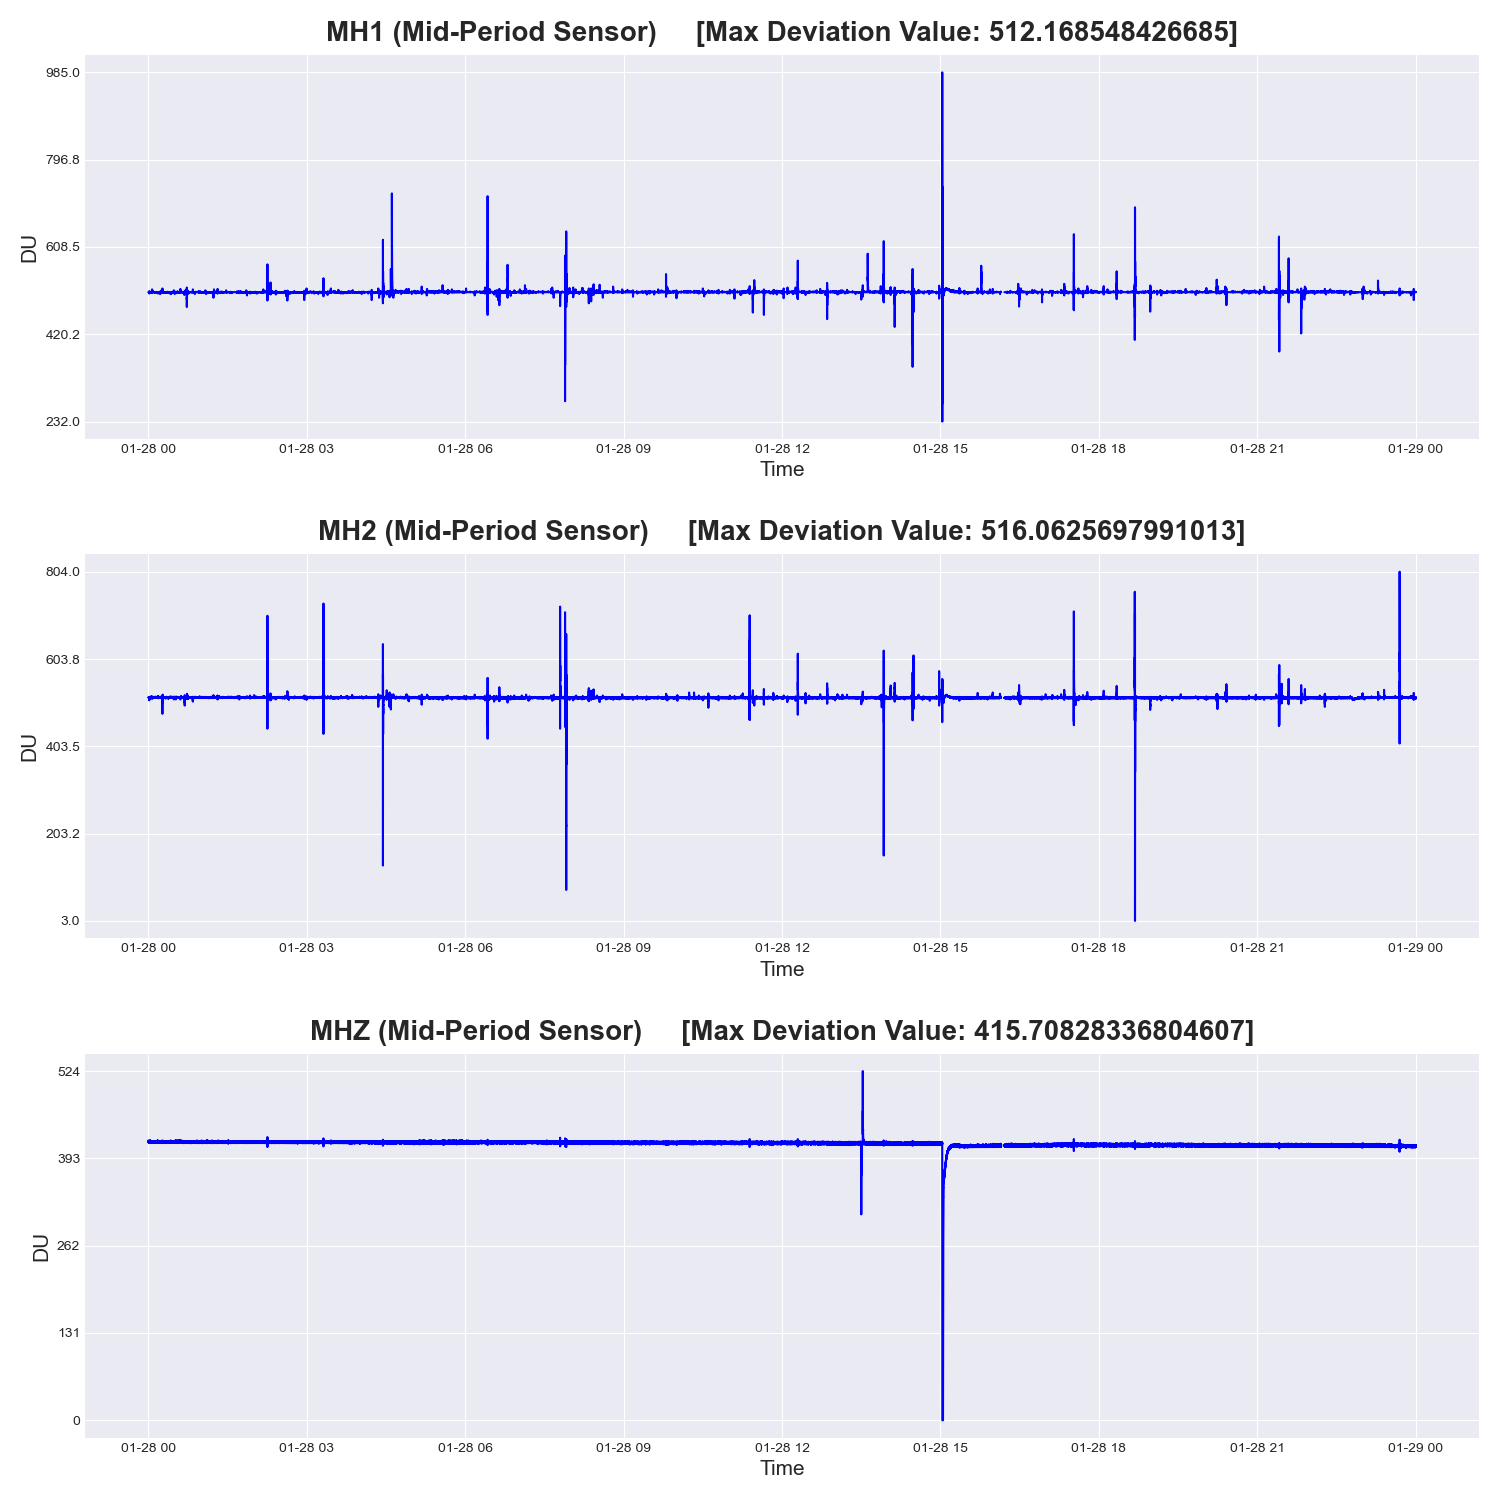 MH1 (Mid-Period Sensor) [Max Deviation Value: 512.168548426685]
985.0
796.8
608.5
420.2
232.0
DU
01-28 00 01-28 03 01-28 06 01-28 09 01-28 12 01-28 15 01-28 18 01-28 21 01-29 00
Time
MH2 (Mid-Period Sensor) [Max Deviation Value: 516.0625697991013]
804.0
603.8
403.5
203.2
3.0
DU
01-28 00 01-28 03 01-28 06 01-28 09 01-28 12 01-28 15 01-28 18 01-28 21 01-29 00
Time
MHZ (Mid-Period Sensor) [Max Deviation Value: 415.70828336804607]
524
393
262
131
0
DU
01-28 00 01-28 03 01-28 06 01-28 09 01-28 12 01-28 15 01-28 18 01-28 21 01-29 00
Time